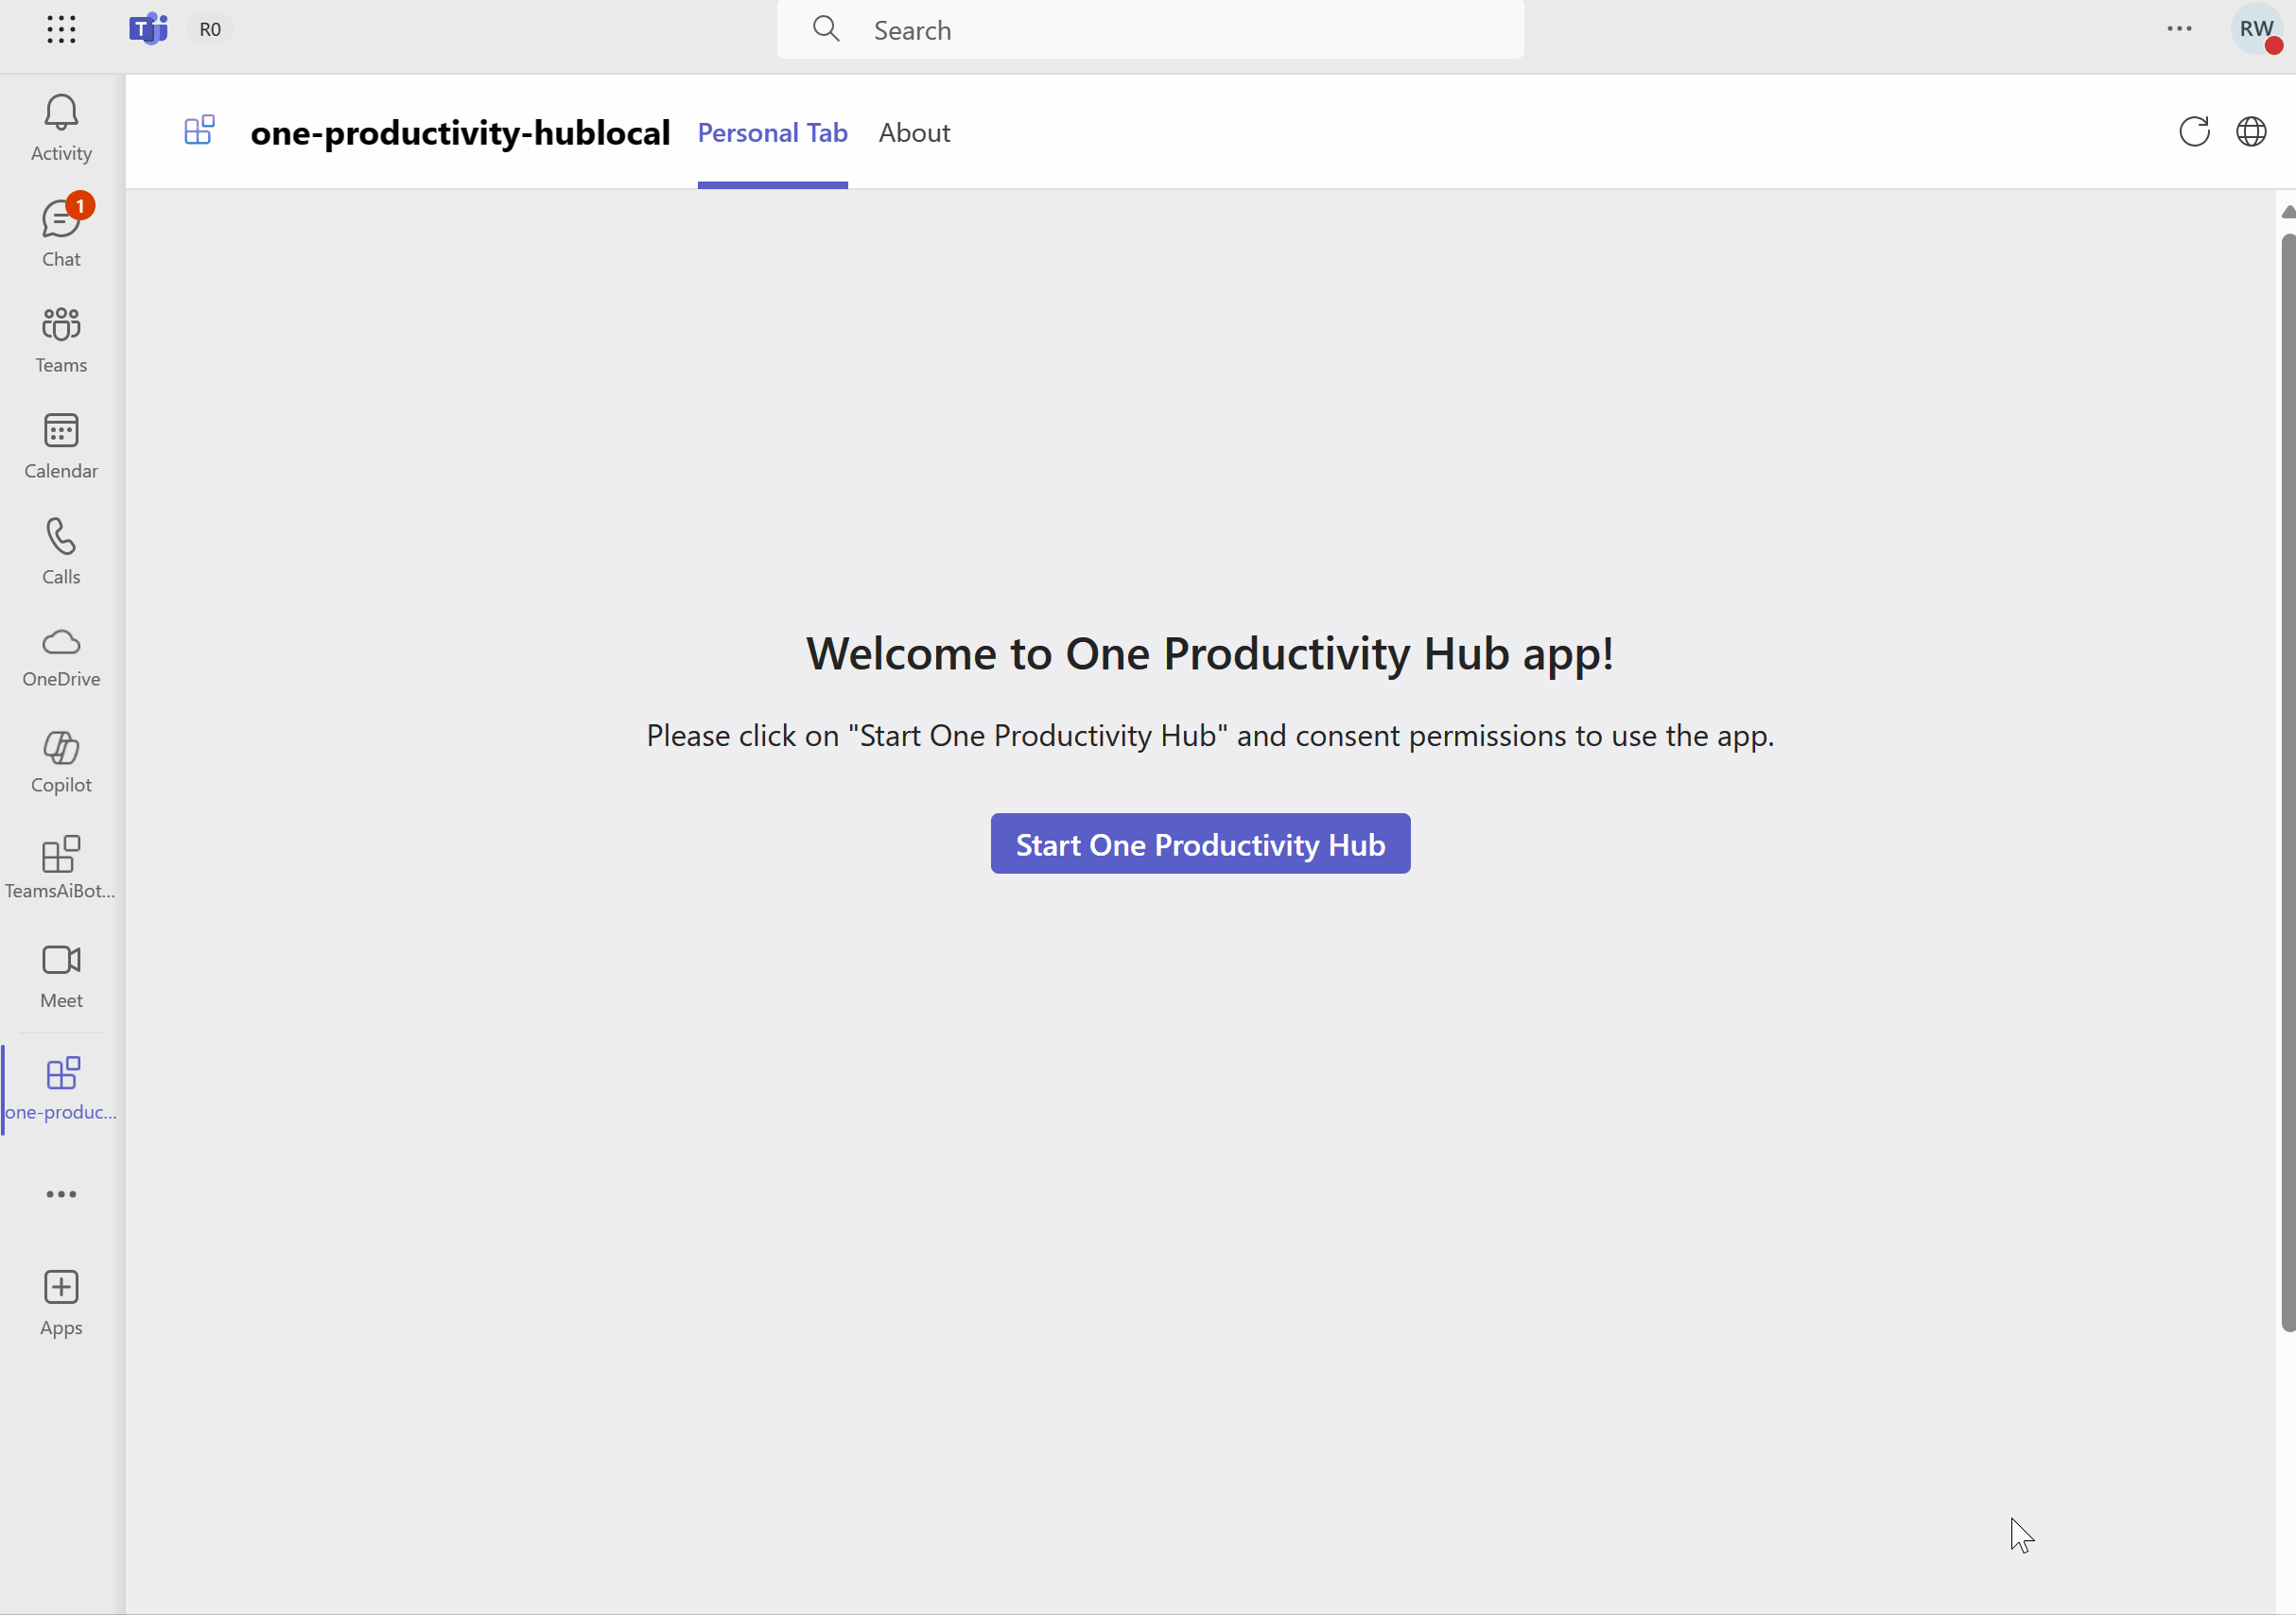 R0
Search
RW
Activity
1
Chat
Teams
Calendar
Calls
OneDrive
Copilot
TeamsAiBot...
Meet
one-produc...
Apps
one-productivity-hublocal Personal Tab About
Welcome to One Productivity Hub app!
Please click on "Start One Productivity Hub" and consent permissions to use the app.
Start One Productivity Hub